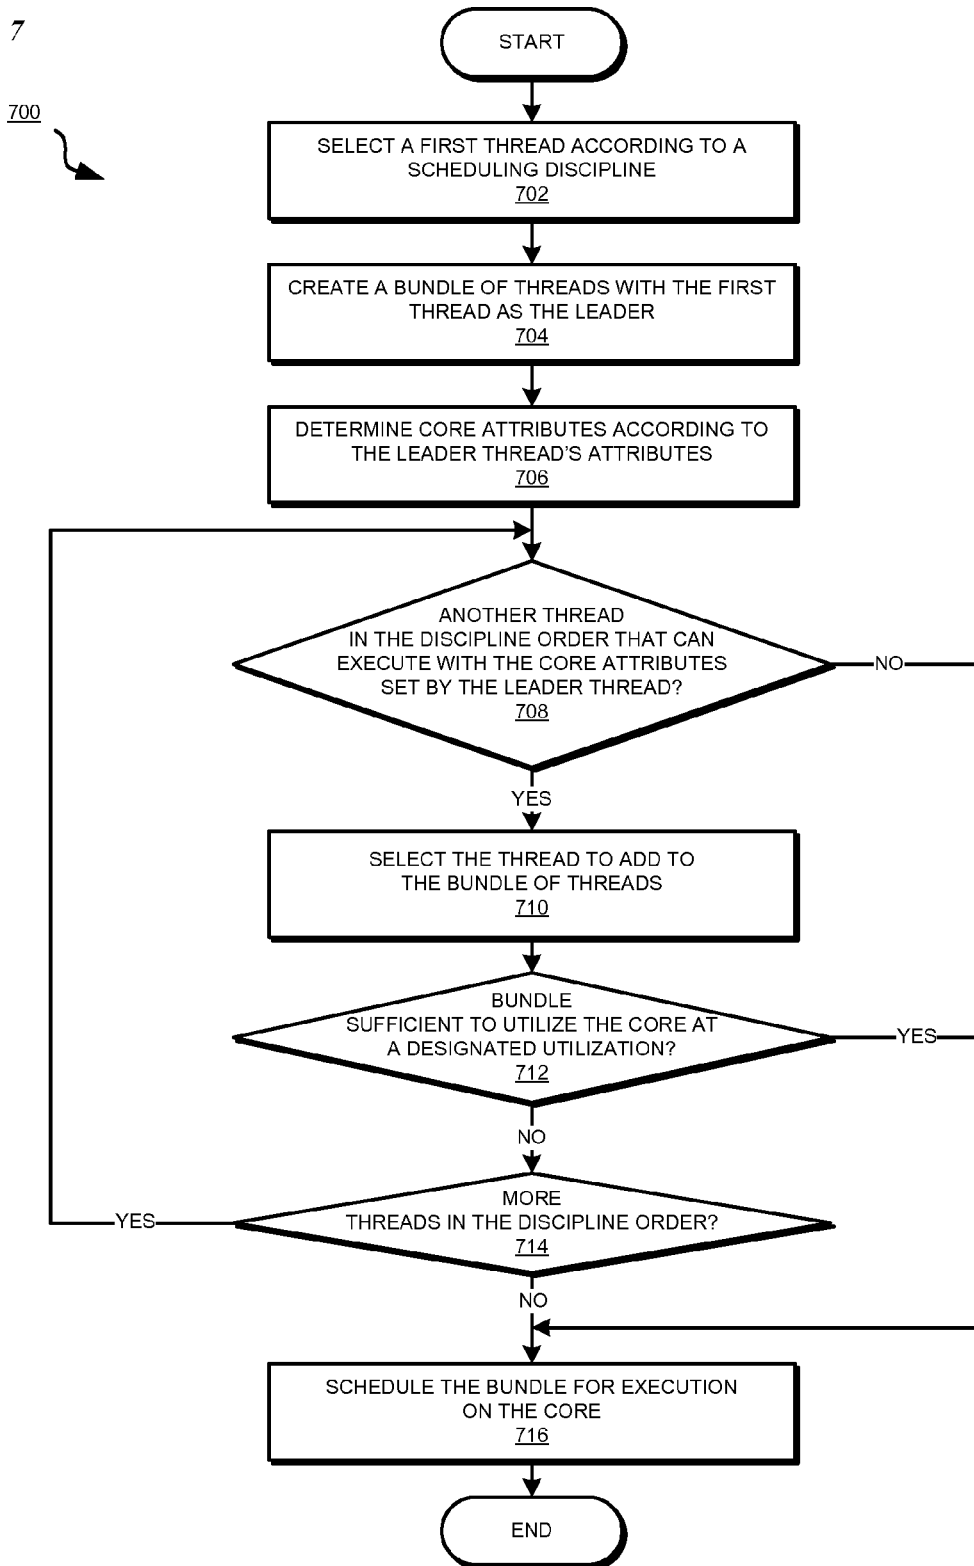 7
700
START
SELECT A FIRST THREAD ACCORDING TO A
SCHEDULING DISCIPLINE
702
CREATE A BUNDLE OF THREADS WITH THE FIRST
THREAD AS THE LEADER
704
DETERMINE CORE ATTRIBUTES ACCORDING TO
THE LEADER THREAD'S ATTRIBUTES
706
ANOTHER THREAD
IN THE DISCIPLINE ORDER THAT CAN
EXECUTE WITH THE CORE ATTRIBUTES
SET BY THE LEADER THREAD?
708
NO
YES
SELECT THE THREAD TO ADD TO
THE BUNDLE OF THREADS
710
BUNDLE
SUFFICIENT TO UTILIZE THE CORE AT
A DESIGNATED UTILIZATION?
712
YES
NO
MORE
THREADS IN THE DISCIPLINE ORDER?
714
YES
NO
SCHEDULE THE BUNDLE FOR EXECUTION
ON THE CORE
716
END